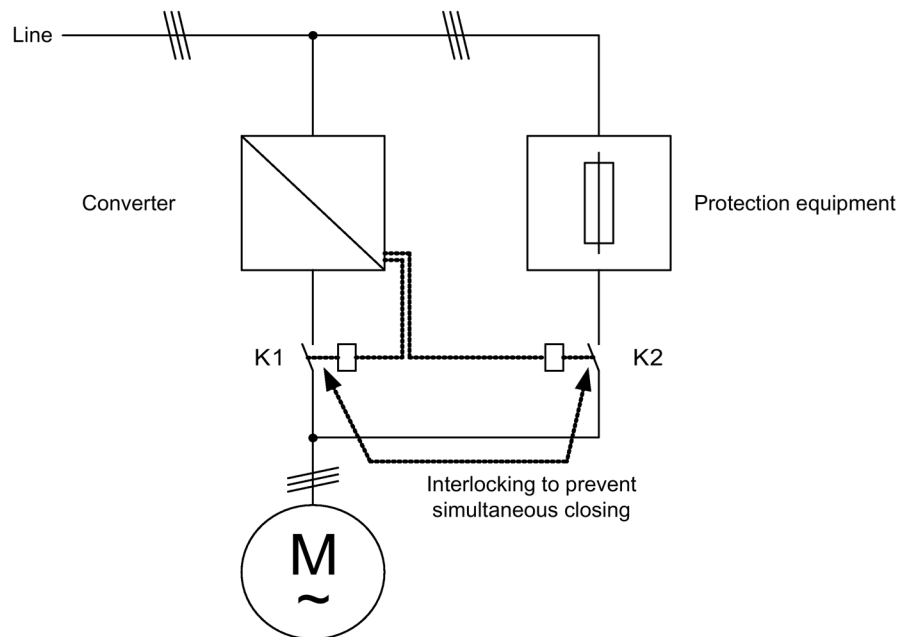 Line
Converter
Protection equipment
K1
K2
Interlocking to prevent
simultaneous closing
M
~